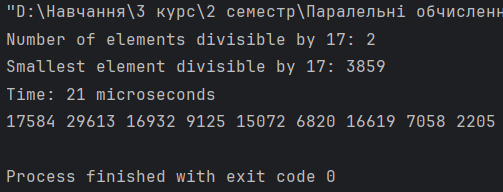 "D:\Навчання\3 курс\2 семестр\Паралельні обчисленн
Number of elements divisible by 17: 2
Smallest element divisible by 17: 3859
Time: 21 microseconds
17584 29613 16932 9125 15072 6820 16619 7058 2205
Process finished with exit code 0